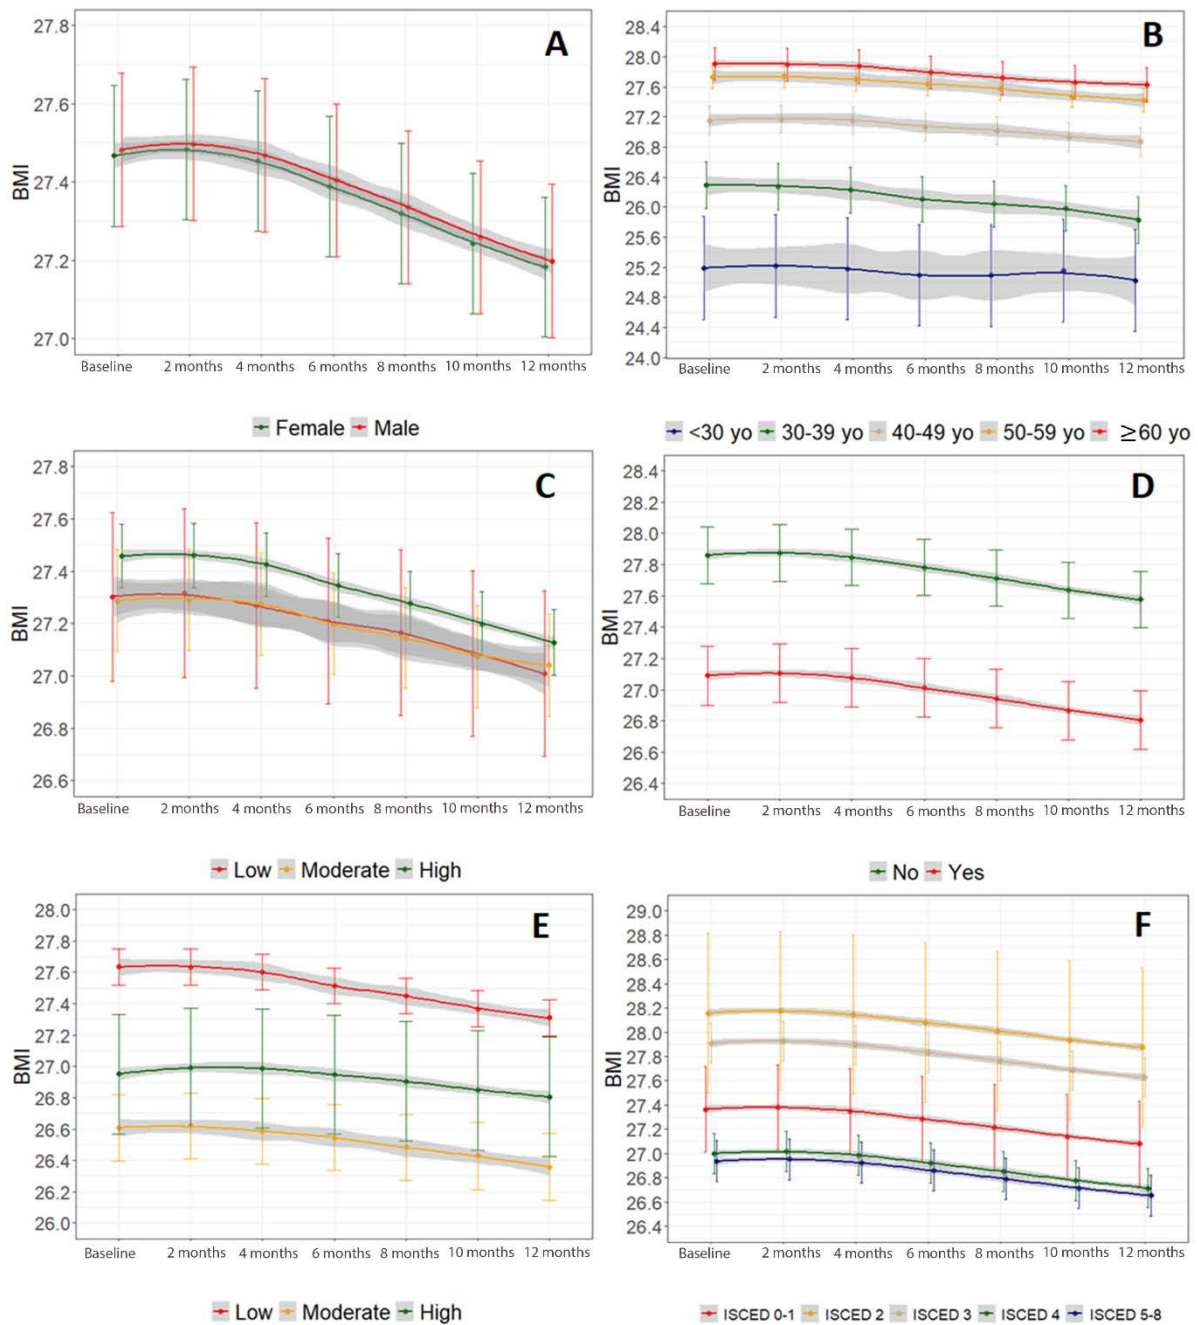 A
BMI
27.8
27.6
27.4
27.2
27.0
Baseline 2 months 4 months 6 months 8 months 10 months 12 months
Female Male
B
BMI
28.4
28.0
27.6
27.2
26.8
26.4
26.0
25.6
25.2
24.8
24.4
24.0
Baseline 2 months 4 months 6 months 8 months 10 months 12 months
<30 yo 30-39 yo 40-49 yo 50-59 yo ≥60 yo
C
BMI
27.8
27.6
27.4
27.2
27.0
26.8
26.6
Baseline 2 months 4 months 6 months 8 months 10 months 12 months
Low Moderate High
D
BMI
28.4
28.2
28.0
27.8
27.6
27.4
27.2
27.0
26.8
26.6
26.4
Baseline 2 months 4 months 6 months 8 months 10 months 12 months
No Yes
E
BMI
28.0
27.8
27.6
27.4
27.2
27.0
26.8
26.6
26.4
26.2
26.0
Baseline 2 months 4 months 6 months 8 months 10 months 12 months
Low Moderate High
F
BMI
29.0
28.8
28.6
28.4
28.2
28.0
27.8
27.6
27.4
27.2
27.0
26.8
26.6
26.4
Baseline 2 months 4 months 6 months 8 months 10 months 12 months
ISCED 0-1 ISCED 2 ISCED 3 ISCED 4 ISCED 5-8